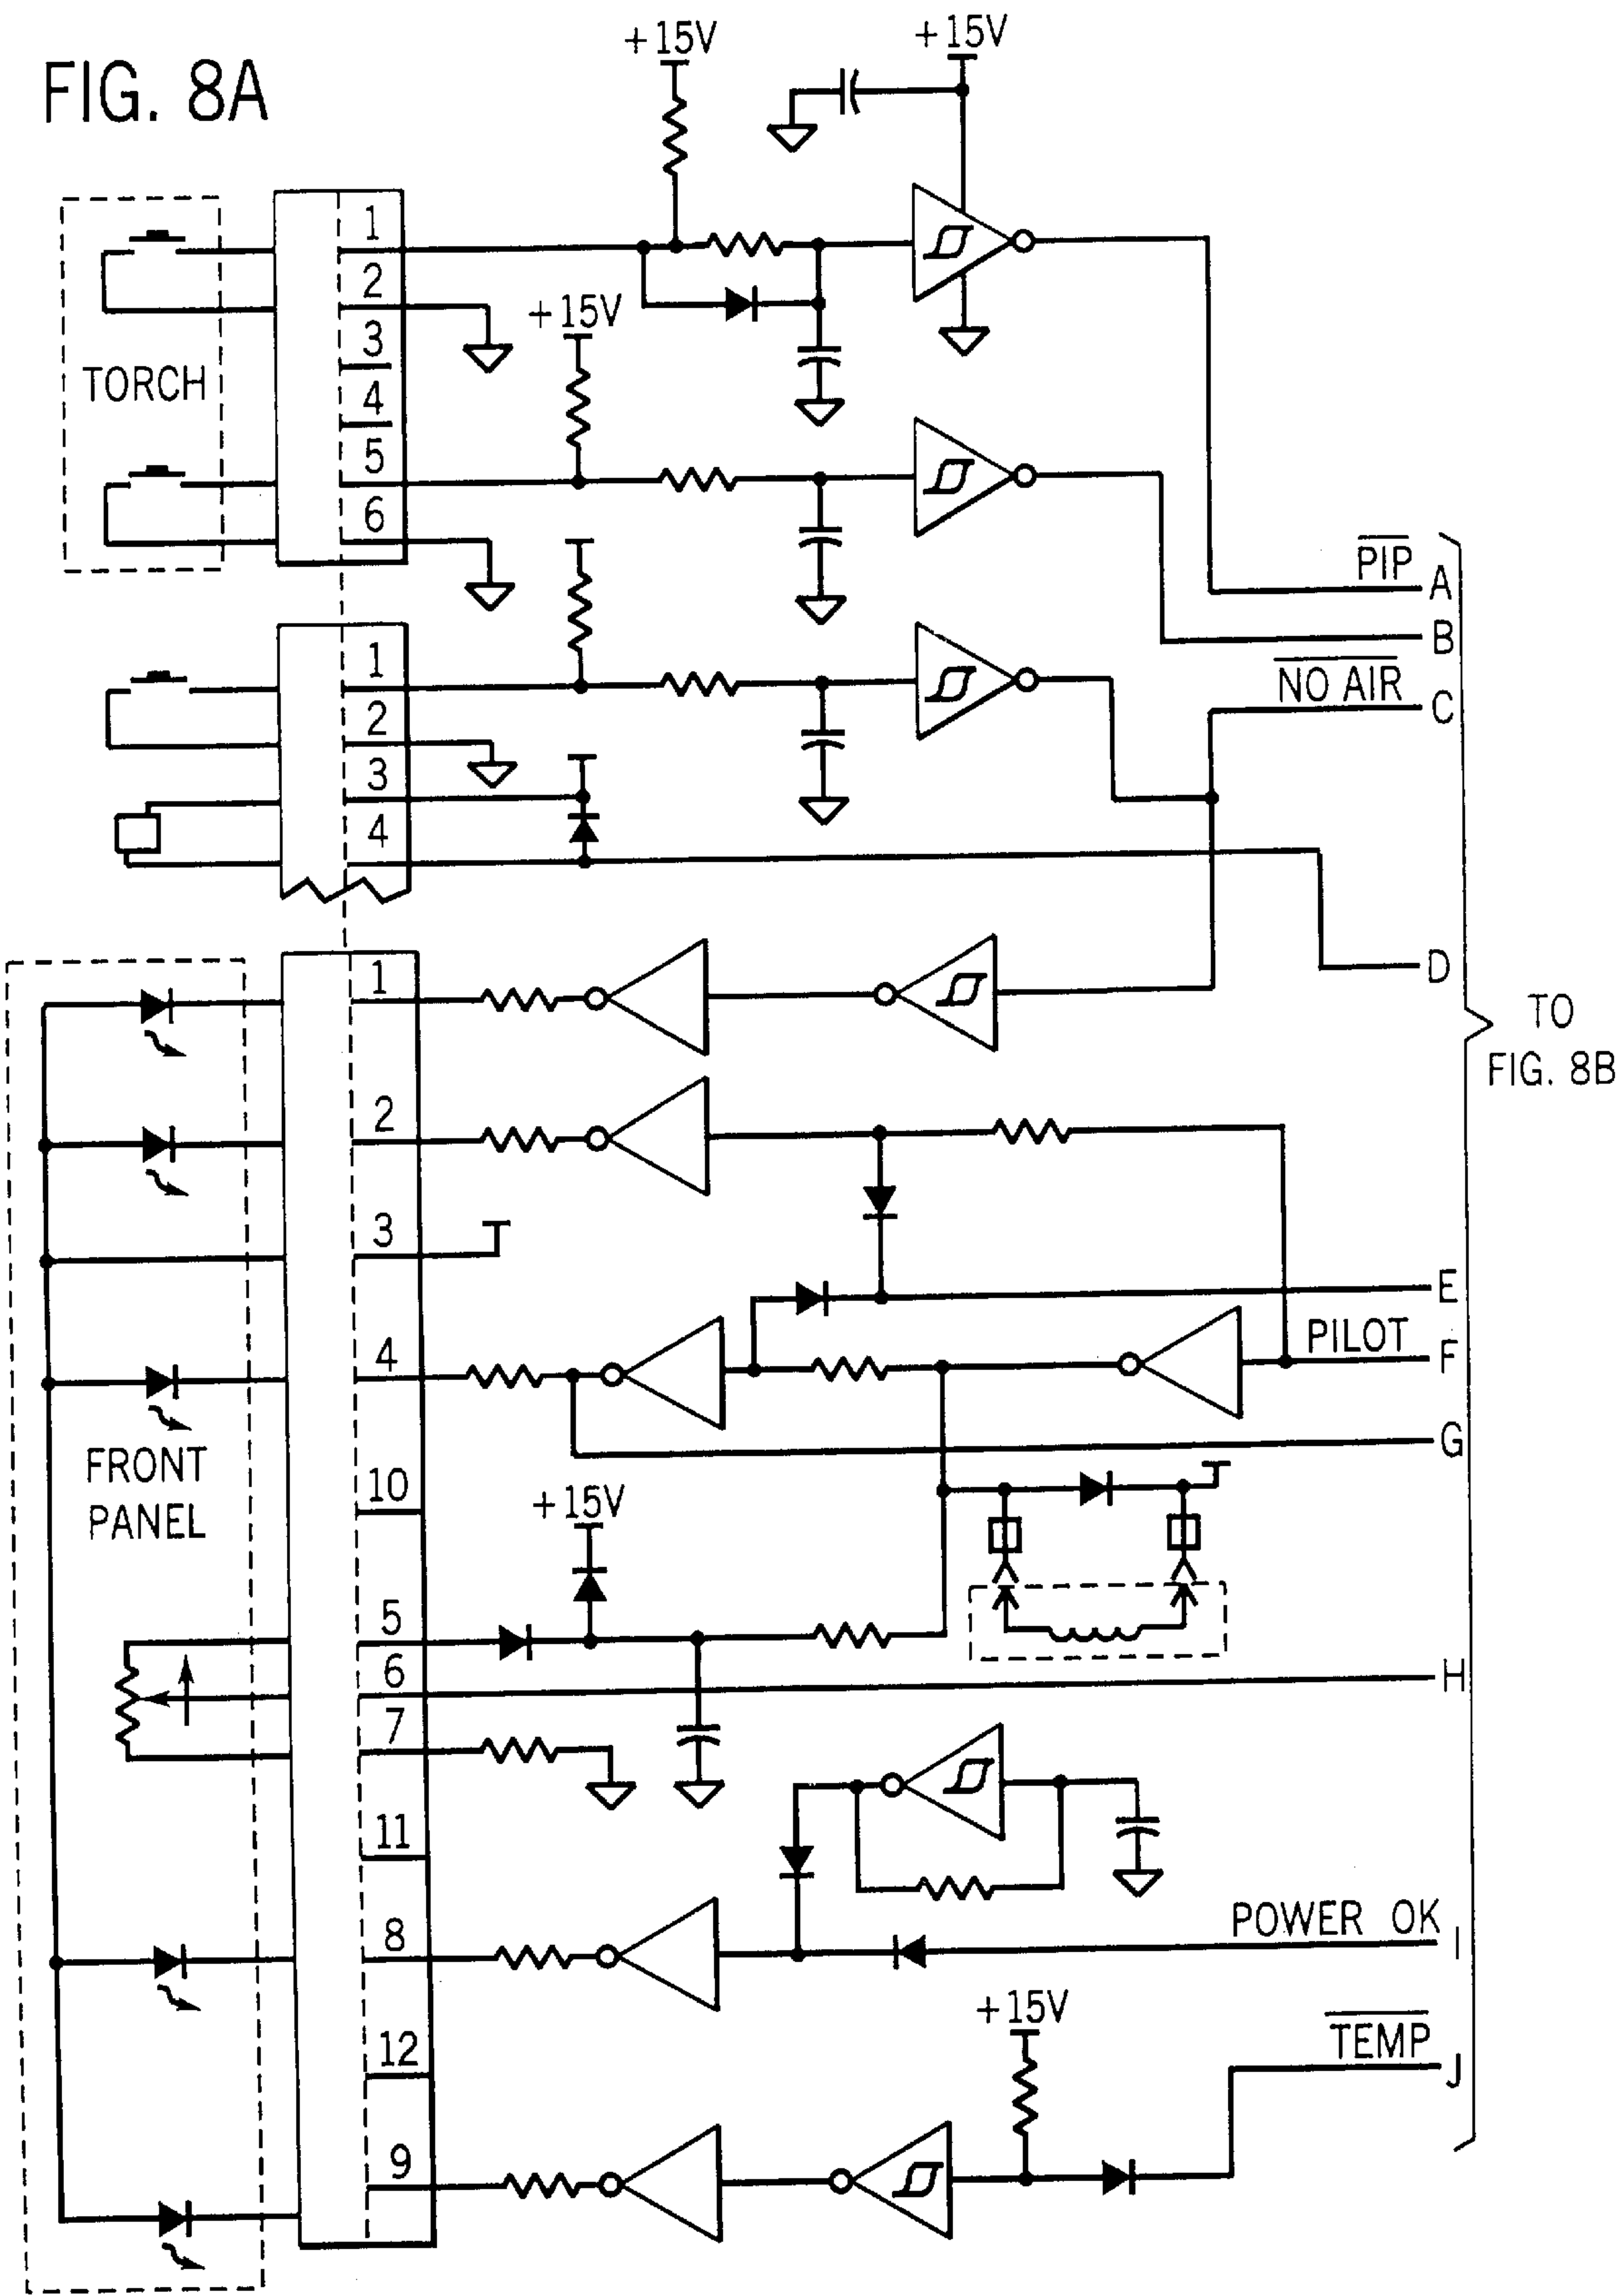 FIG. 8A
+15V
+15V
1
2
3
4
5
6
TORCH
+15V
PIP
A
B
NO AIR
C
1
2
3
4
D
TO
FIG. 8B
1
2
3
4
10
5
6
7
11
8
12
9
E
PILOT
F
G
FRONT
PANEL
+15V
H
POWER OK
I
+15V
TEMP
J